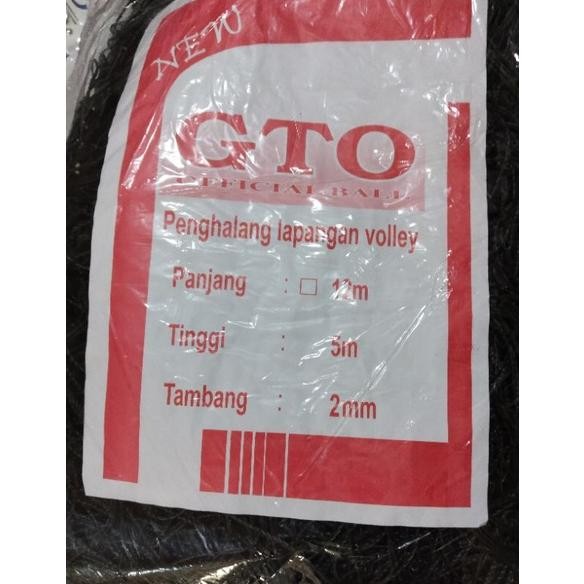 NEW
GTO
OFFICIAL BALL
Penghalang lapangan volley
Panjang : 12m
Tinggi : 5m
Tambang : 2mm